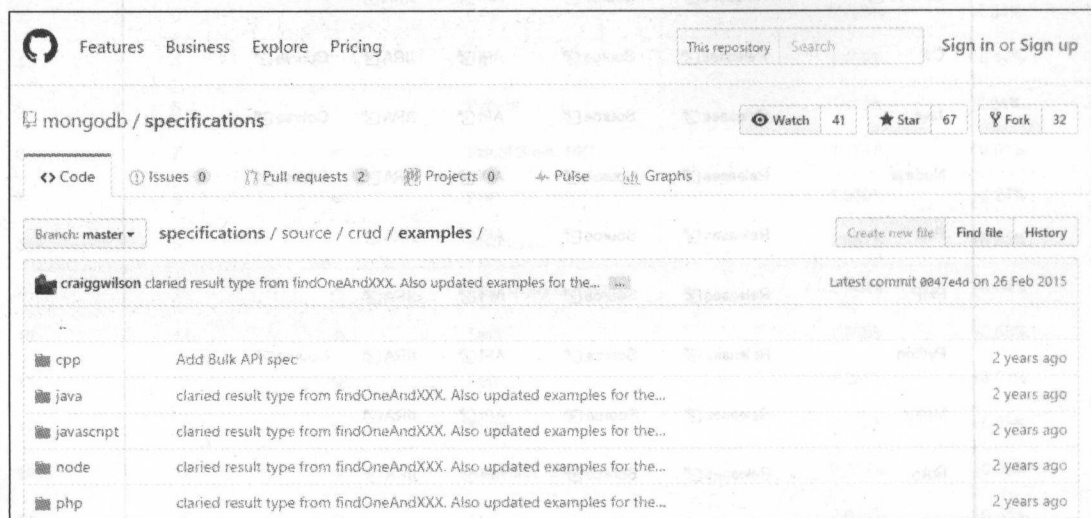 Features Business Explore Pricing This repository Search Sign in or Sign up
mongodb / specifications Watch 41 Star 67 Fork 32
Code Issues 0 Pull requests 2 Projects 0 Pulse Graphs
Branch: master specifications / source / crud / examples / Create new file Find file History
craiggwilson claried result type from findOneAndXXX. Also updated examples for the... ... Latest commit 0047e4d on 26 Feb 2015
..
cpp Add Bulk API spec 2 years ago
java claried result type from findOneAndXXX. Also updated examples for the... 2 years ago
javascript claried result type from findOneAndXXX. Also updated examples for the... 2 years ago
node claried result type from findOneAndXXX. Also updated examples for the... 2 years ago
php claried result type from findOneAndXXX. Also updated examples for the... 2 years ago